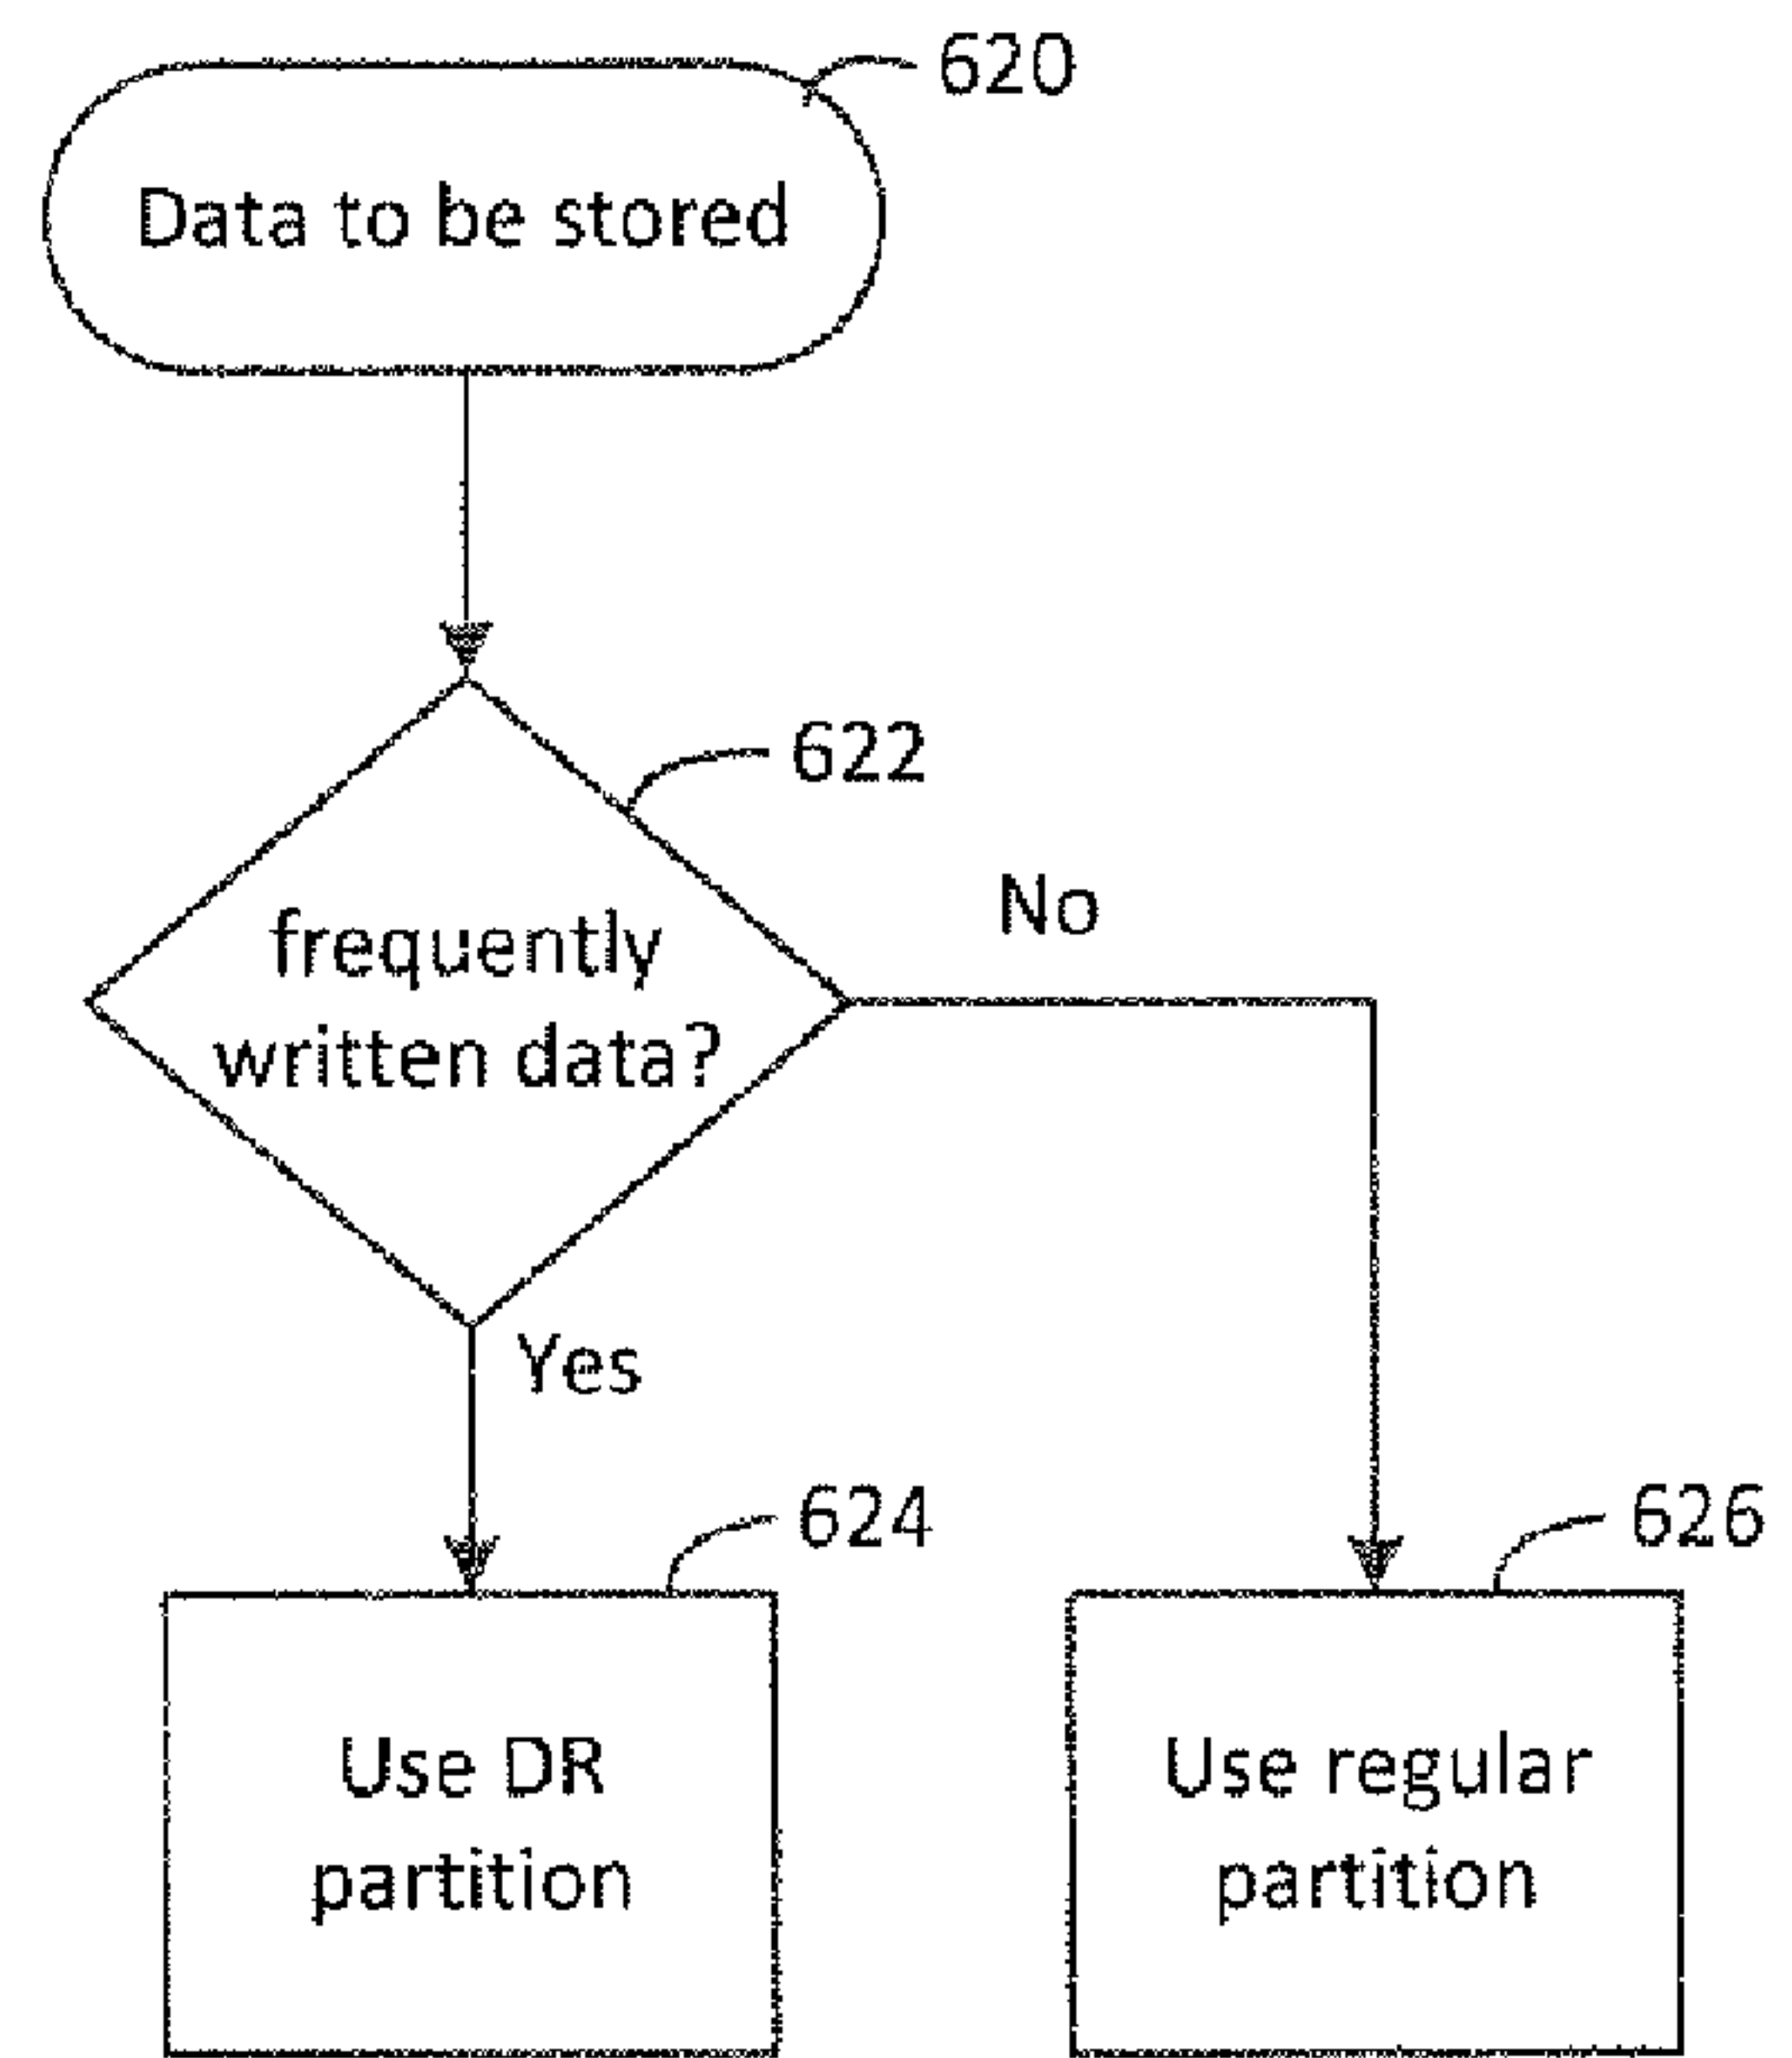 620
Data to be stored
622
No
frequently
written data?
Yes
624
626
Use DR
partition
Use regular
partition